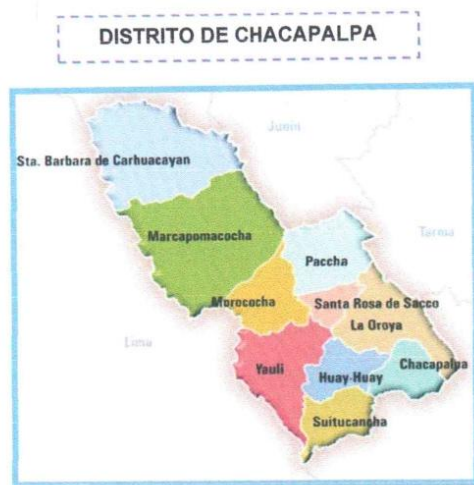 DISTRITO DE CHACAPALPA
Junín
Sta. Barbara de Carhuacayan
Marcapomacocha
Tarma
Paccha
Morococha
Santa Rosa de Sacco
La Oroya
Lima
Yauli
Huay-Huay
Chacapalpa
Suitucancha